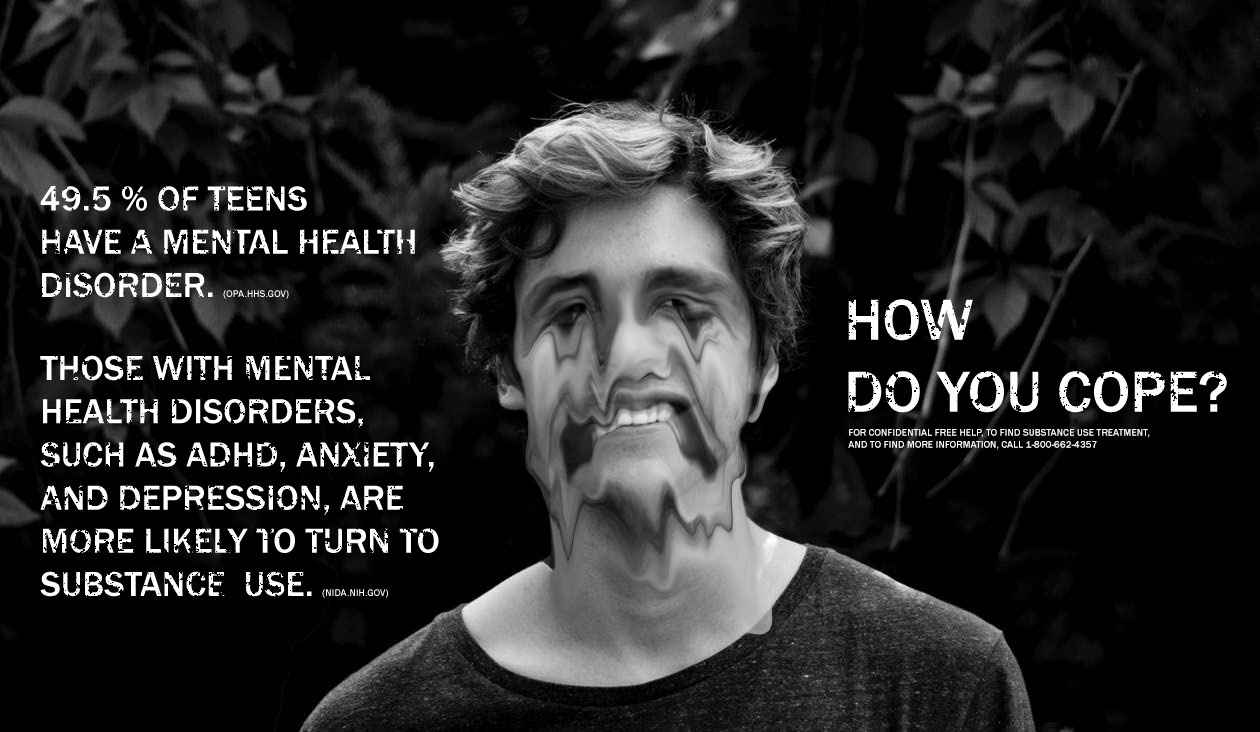 49.5 % OF TEENS
HAVE A MENTAL HEALTH
DISORDER. (OPA.HHS.GOV)
THOSE WITH MENTAL
HEALTH DISORDERS,
SUCH AS ADHD, ANXIETY,
AND DEPRESSION, ARE
MORE LIKELY TO TURN TO
SUBSTANCE USE. (NIDA.NIH.GOV)
HOW
DO YOU COPE?
FOR CONFIDENTIAL FREE HELP, TO FIND SUBSTANCE USE TREATMENT,
AND TO FIND MORE INFORMATION, CALL 1-800-662-4357